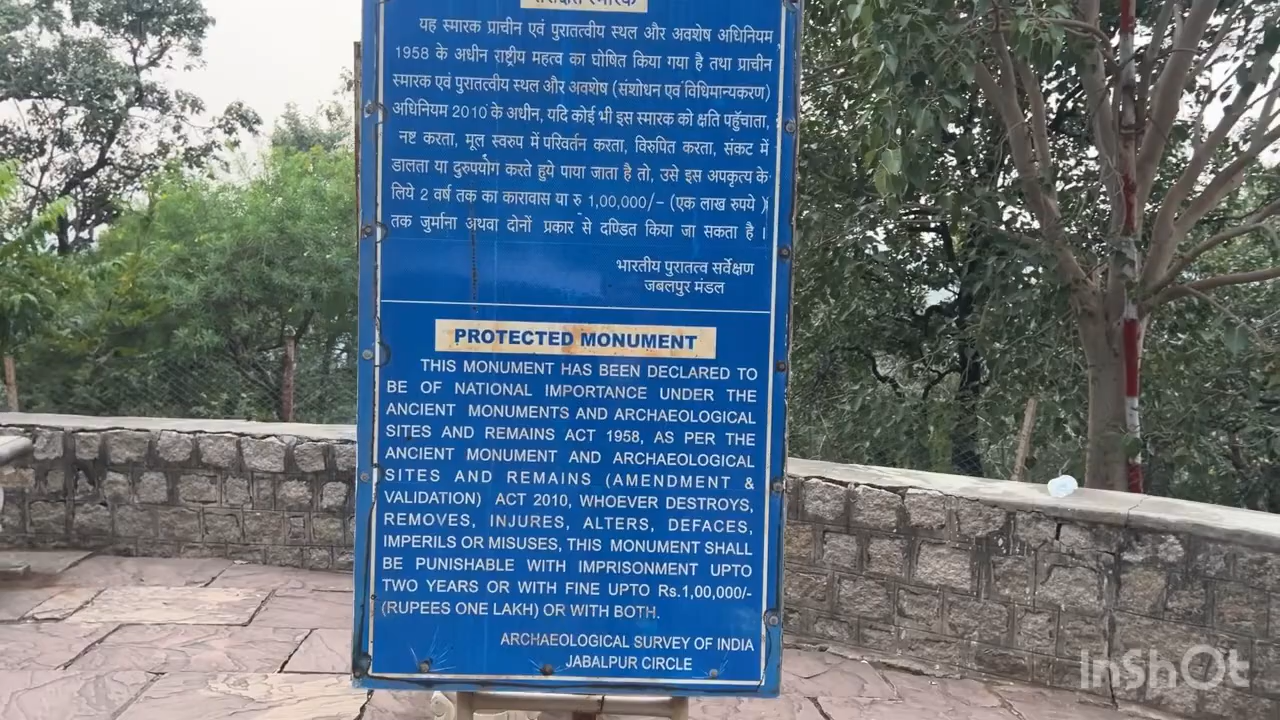 संरक्षित स्मारक
यह स्मारक प्राचीन एवं पुरातत्वीय स्थल और अवशेष अधिनियम
1958 के अधीन राष्ट्रीय महत्व का घोषित किया गया है तथा प्राचीन
स्मारक एवं पुरातत्वीय स्थल और अवशेष (संशोधन एवं विधिमान्यकरण)
अधिनियम 2010 के अधीन, यदि कोई भी इस स्मारक को क्षति पहुँचाता,
नष्ट करता, मूल स्वरुप में परिवर्तन करता, विरुपित करता, संकट में
डालता या दुरुपयोग करते हुये पाया जाता है तो, उसे इस अपकृत्य के
लिये 2 वर्ष तक का कारावास या रु 1,00,000/- (एक लाख रुपये )
तक जुर्माना अथवा दोनों प्रकार से दण्डित किया जा सकता है ।
भारतीय पुरातत्व सर्वेक्षण
जबलपुर मंडल
PROTECTED MONUMENT
THIS MONUMENT HAS BEEN DECLARED TO
BE OF NATIONAL IMPORTANCE UNDER THE
ANCIENT MONUMENTS AND ARCHAEOLOGICAL
SITES AND REMAINS ACT 1958, AS PER THE
ANCIENT MONUMENT AND ARCHAEOLOGICAL
SITES AND REMAINS (AMENDMENT &
VALIDATION) ACT 2010, WHOEVER DESTROYS,
REMOVES, INJURES, ALTERS, DEFACES,
IMPERILS OR MISUSES, THIS MONUMENT SHALL
BE PUNISHABLE WITH IMPRISONMENT UPTO
TWO YEARS OR WITH FINE UPTO Rs.1,00,000/-
(RUPEES ONE LAKH) OR WITH BOTH.
ARCHAEOLOGICAL SURVEY OF INDIA
JABALPUR CIRCLE
InShOt